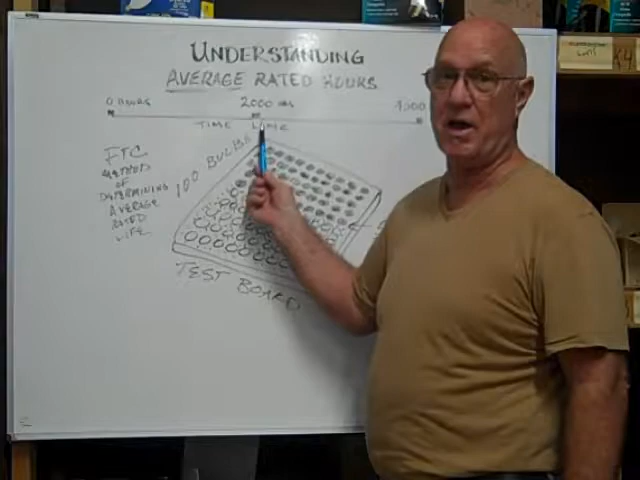 UNDERSTANDING
AVERAGE RATED HOURS
0 HOURS
2000 HRS
4000
TIME LINE
FTC
METHOD
OF
DETERMINING
AVERAGE
RATED
LIFE
100 BULBS
TEST BOARD